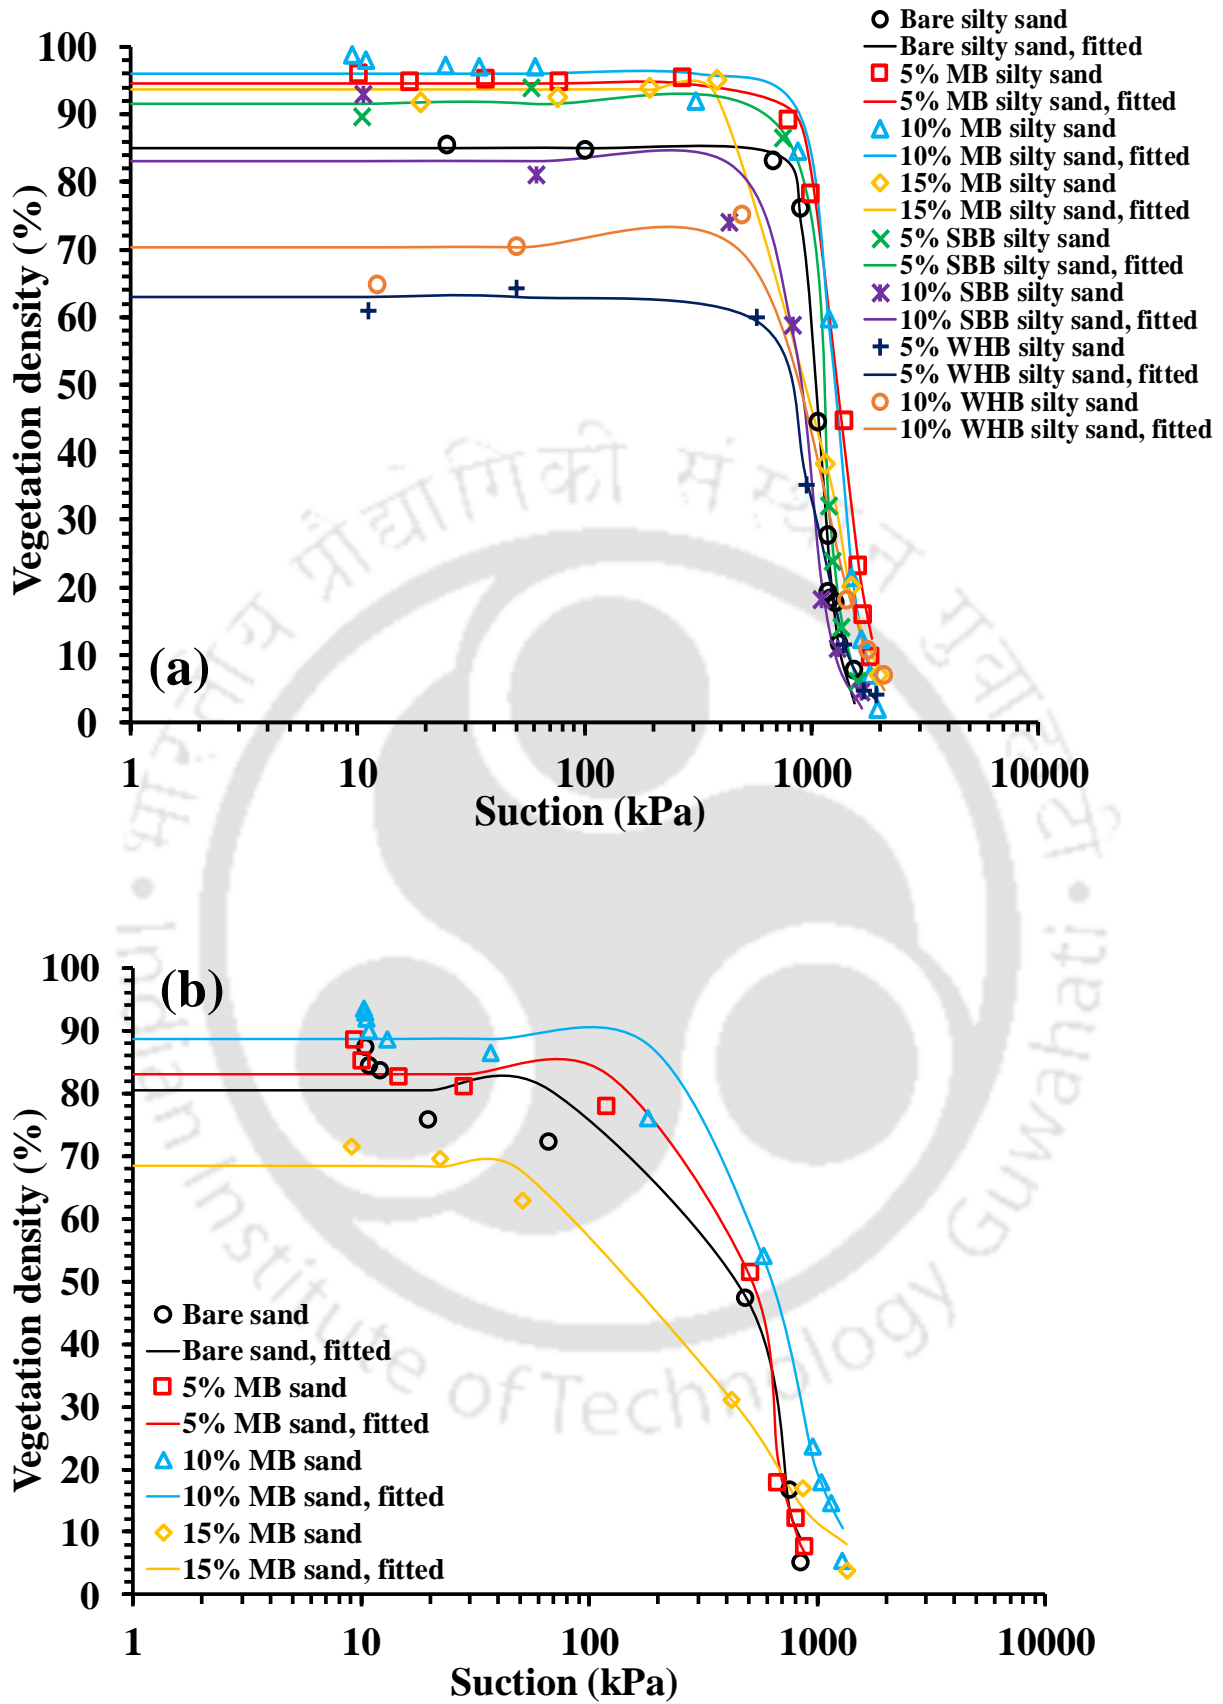 Bare silty sand
Bare silty sand, fitted
5% MB silty sand
5% MB silty sand, fitted
10% MB silty sand
10% MB silty sand, fitted
15% MB silty sand
15% MB silty sand, fitted
5% SBB silty sand
5% SBB silty sand, fitted
10% SBB silty sand
10% SBB silty sand, fitted
5% WHB silty sand
5% WHB silty sand, fitted
10% WHB silty sand
10% WHB silty sand, fitted
Vegetation density (%)
100
90
80
70
60
50
40
30
20
10
0
(a)
1 10 100 1000 10000
Suction (kPa)
Vegetation density (%)
100
90
80
70
60
50
40
30
20
10
0
(b)
Bare sand
Bare sand, fitted
5% MB sand
5% MB sand, fitted
10% MB sand
10% MB sand, fitted
15% MB sand
15% MB sand, fitted
1 10 100 1000 10000
Suction (kPa)
Indian Institute of Technology Guwahati